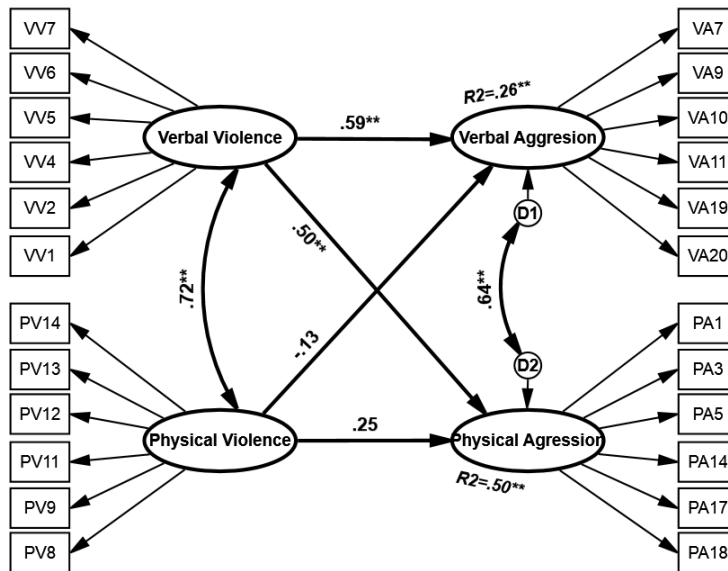 VV7
VV6
VV5
VV4
VV2
VV1
Verbal Violence
.59**
R2=.26**
Verbal Aggresion
VA7
VA9
VA10
VA11
VA19
VA20
.50**
D1
.72**
.64**
-.13
D2
PV14
PV13
PV12
PV11
PV9
PV8
Physical Violence
.25
Physical Agression
R2=.50**
PA1
PA3
PA5
PA14
PA17
PA18